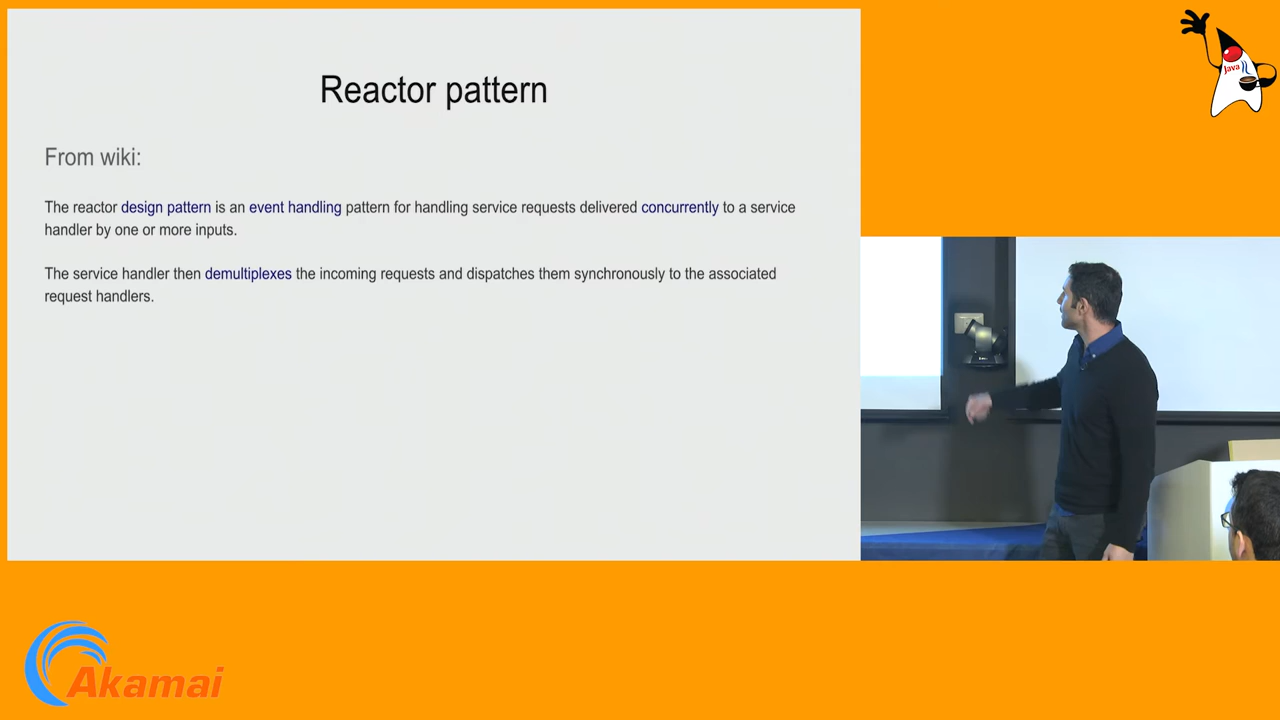 Reactor pattern
From wiki:
The reactor design pattern is an event handling pattern for handling service requests delivered concurrently to a service
handler by one or more inputs.
The service handler then demultiplexes the incoming requests and dispatches them synchronously to the associated
request handlers.
Java
Akamai